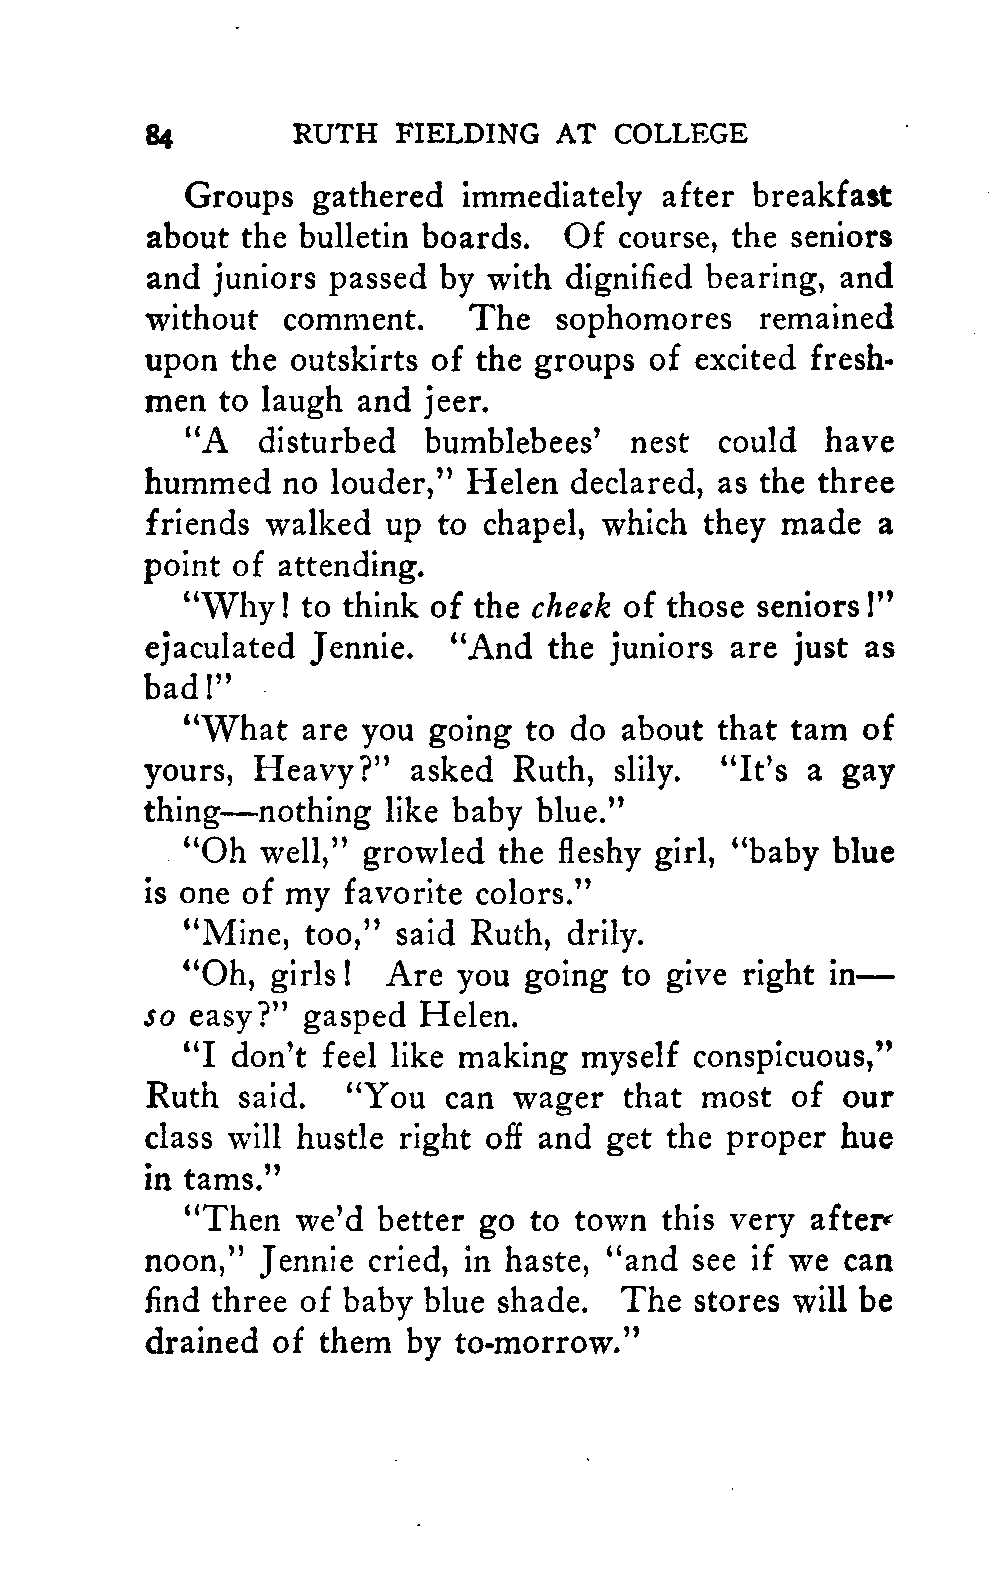 84 RUTH FIELDING AT COLLEGE
Groups gathered immediately after breakfast
about the bulletin boards. Of course, the seniors
and juniors passed by with dignified bearing, and
without comment. The sophomores remained
upon the outskirts of the groups of excited fresh-
men to laugh and jeer.
"A disturbed bumblebees' nest could have
hummed no louder," Helen declared, as the three
friends walked up to chapel, which they made a
point of attending.
"Why! to think of the cheek of those seniors!"
ejaculated Jennie. "And the juniors are just as
bad!"
"What are you going to do about that tam of
yours, Heavy?" asked Ruth, slily. "It's a gay
thing—nothing like baby blue."
"Oh well," growled the fleshy girl, "baby blue
is one of my favorite colors."
"Mine, too," said Ruth, drily.
"Oh, girls! Are you going to give right in—
so easy?" gasped Helen.
"I don't feel like making myself conspicuous,"
Ruth said. "You can wager that most of our
class will hustle right off and get the proper hue
in tams."
"Then we'd better go to town this very after-
noon," Jennie cried, in haste, "and see if we can
find three of baby blue shade. The stores will be
drained of them by to-morrow."